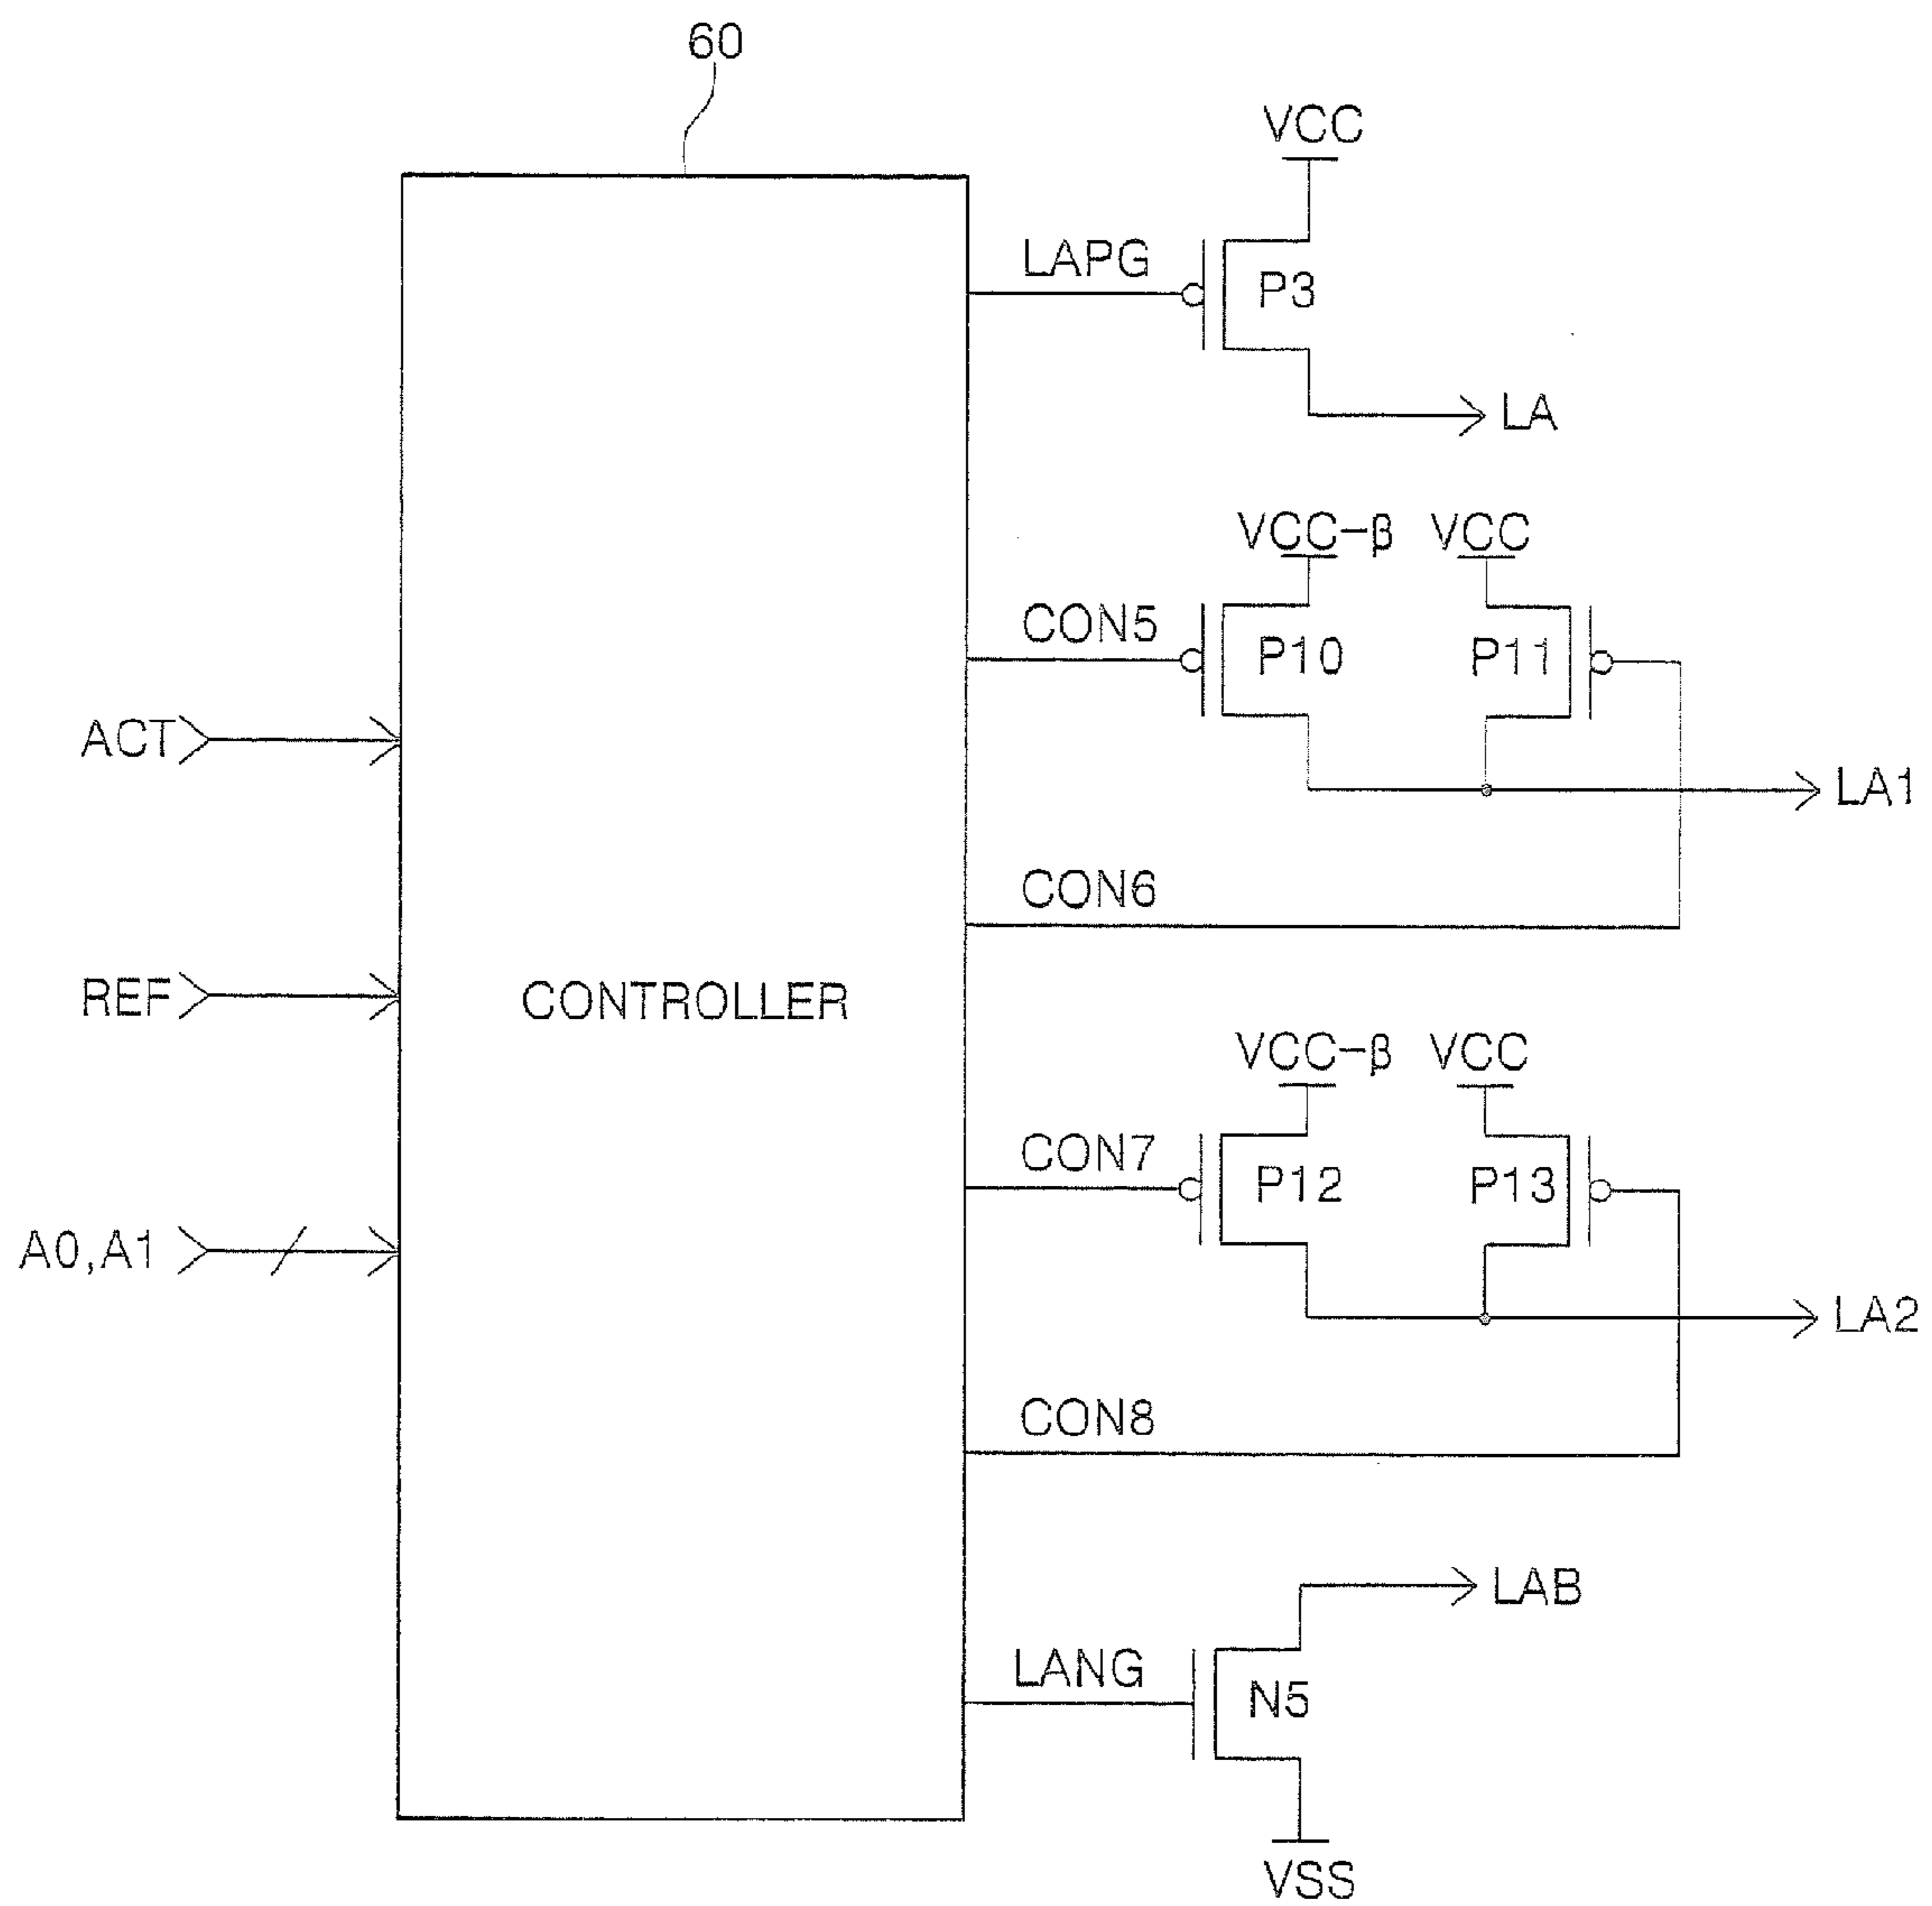 60
VCC
LAPG
P3
LA
VCC-β VCC
CON5
P10
P11
ACT
LA1
CON6
REF
CONTROLLER
VCC-β VCC
CON7
P12
P13
A0,A1
LA2
CON8
LAB
LANG
N5
VSS